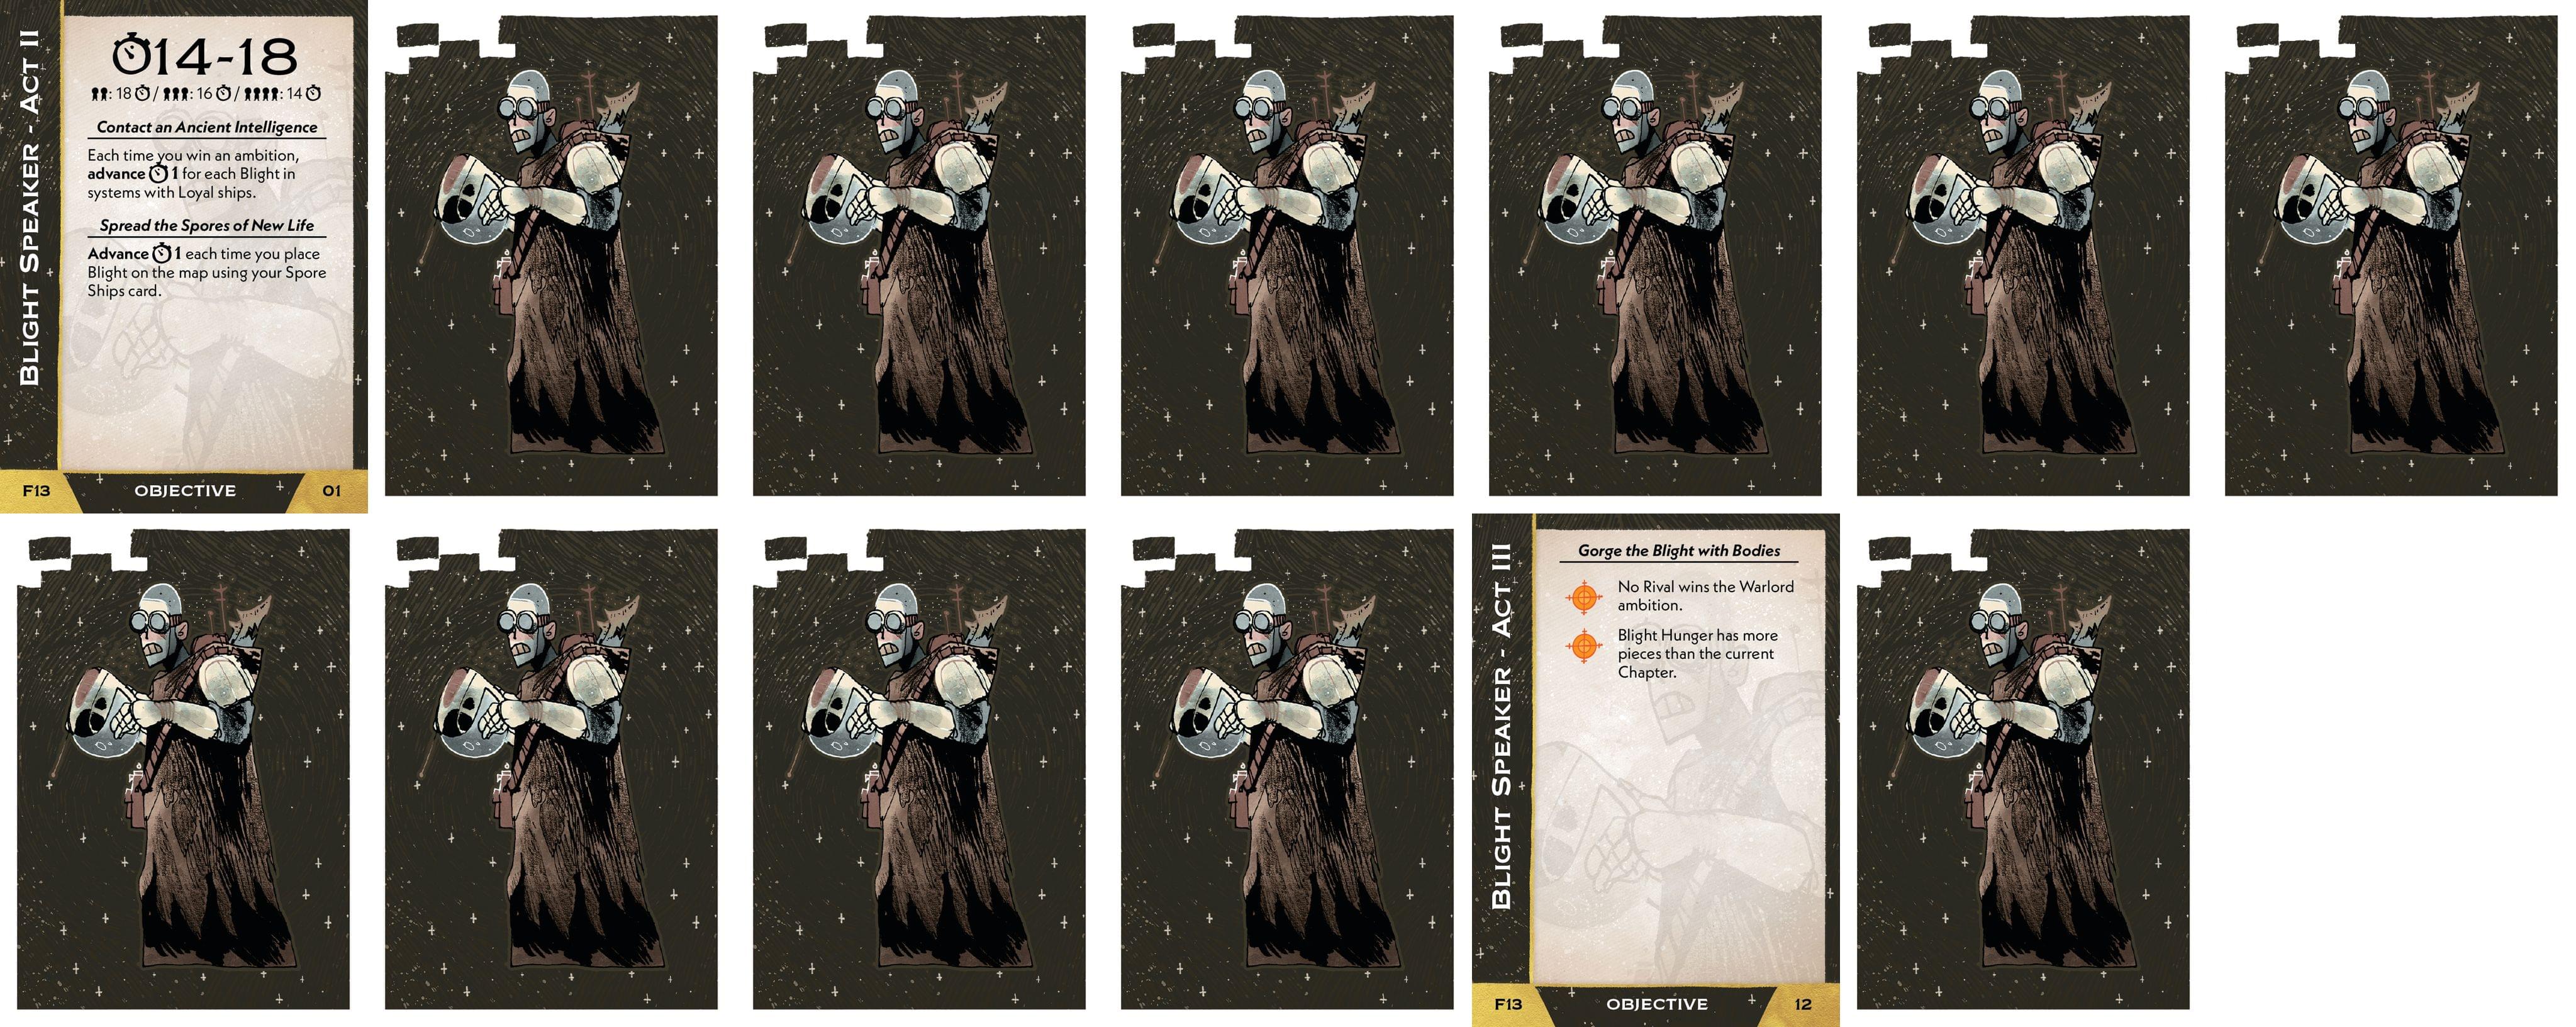 BLIGHT SPEAKER - ACT II
14-18
: 18 / : 16 / : 14
Contact an Ancient Intelligence
Each time you win an ambition,
advance 1 for each Blight in
systems with Loyal ships.
Spread the Spores of New Life
Advance 1 each time you place
Blight on the map using your Spore
Ships card.
F13 OBJECTIVE 01
BLIGHT SPEAKER - ACT III
Gorge the Blight with Bodies
No Rival wins the Warlord
ambition.
Blight Hunger has more
pieces than the current
Chapter.
F13 OBJECTIVE 12